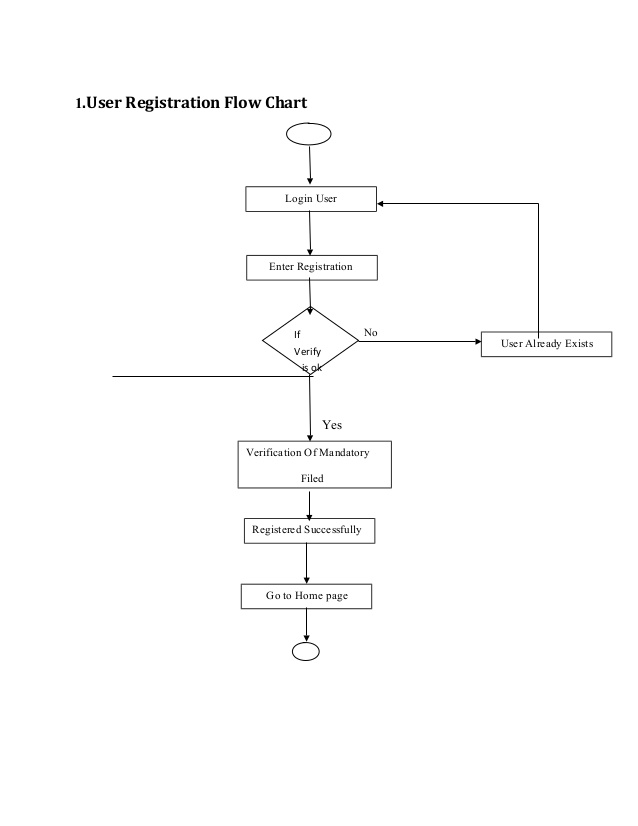 1.User Registration Flow Chart
Login User
Enter Registration
If
Verify
is ok
No
User Already Exists
Yes
Verification Of Mandatory
Filed
Registered Successfully
Go to Home page